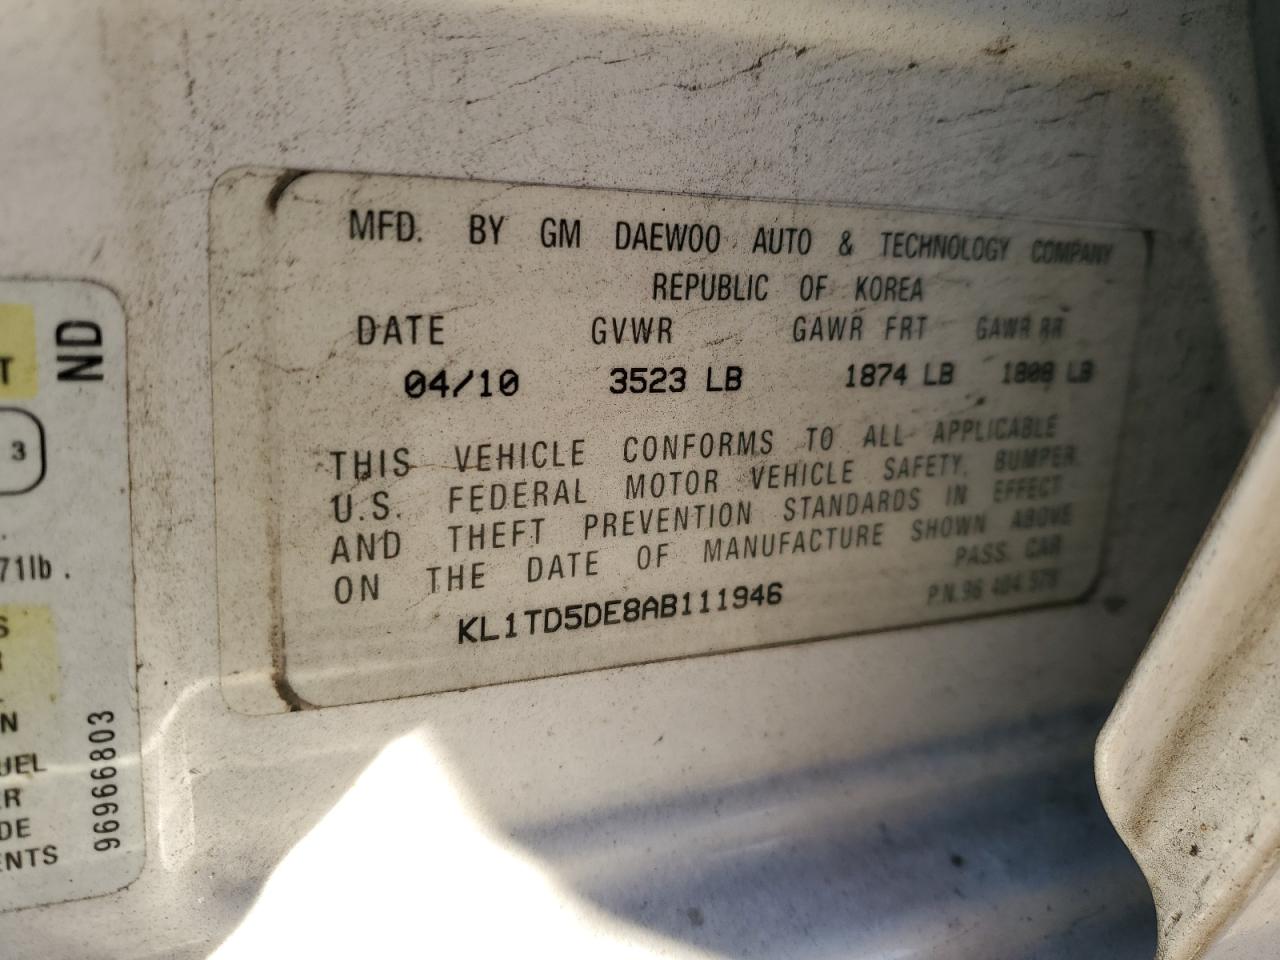 MFD. BY GM DAEWOO AUTO & TECHNOLOGY COMPANY
REPUBLIC OF KOREA
DATE GVWR GAWR FRT GAWR RR
04/10 3523 LB 1874 LB 1808 LB
THIS VEHICLE CONFORMS TO ALL APPLICABLE
U.S. FEDERAL MOTOR VEHICLE SAFETY, BUMPER
AND THEFT PREVENTION STANDARDS IN EFFECT
ON THE DATE OF MANUFACTURE SHOWN ABOVE
PASS. CAR
KL1TD5DE8AB111946
P.N.96
ND
T
3
71lb.
S
R
N
UEL
ER
DE
ENTS
96966803